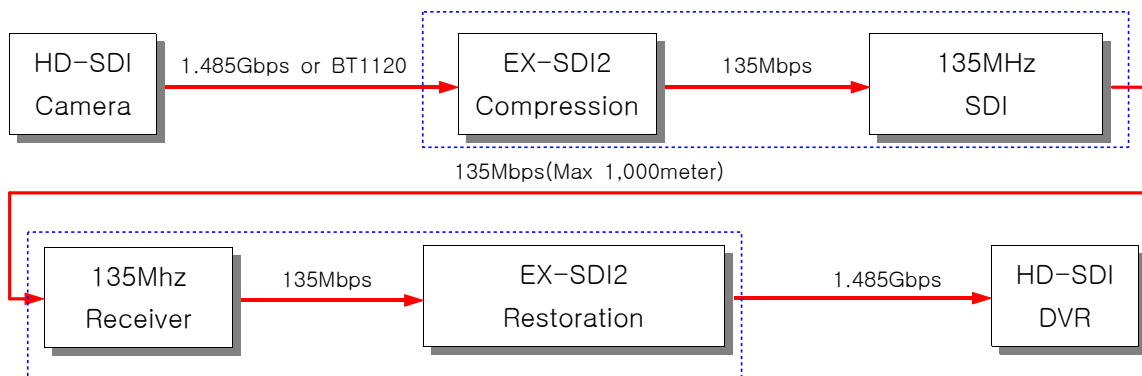 HD-SDI
Camera
1.485Gbps or BT1120
EX-SDI2
Compression
135Mbps
135MHz
SDI
135Mbps(Max 1,000meter)
135Mhz
Receiver
135Mbps
EX-SDI2
Restoration
1.485Gbps
HD-SDI
DVR